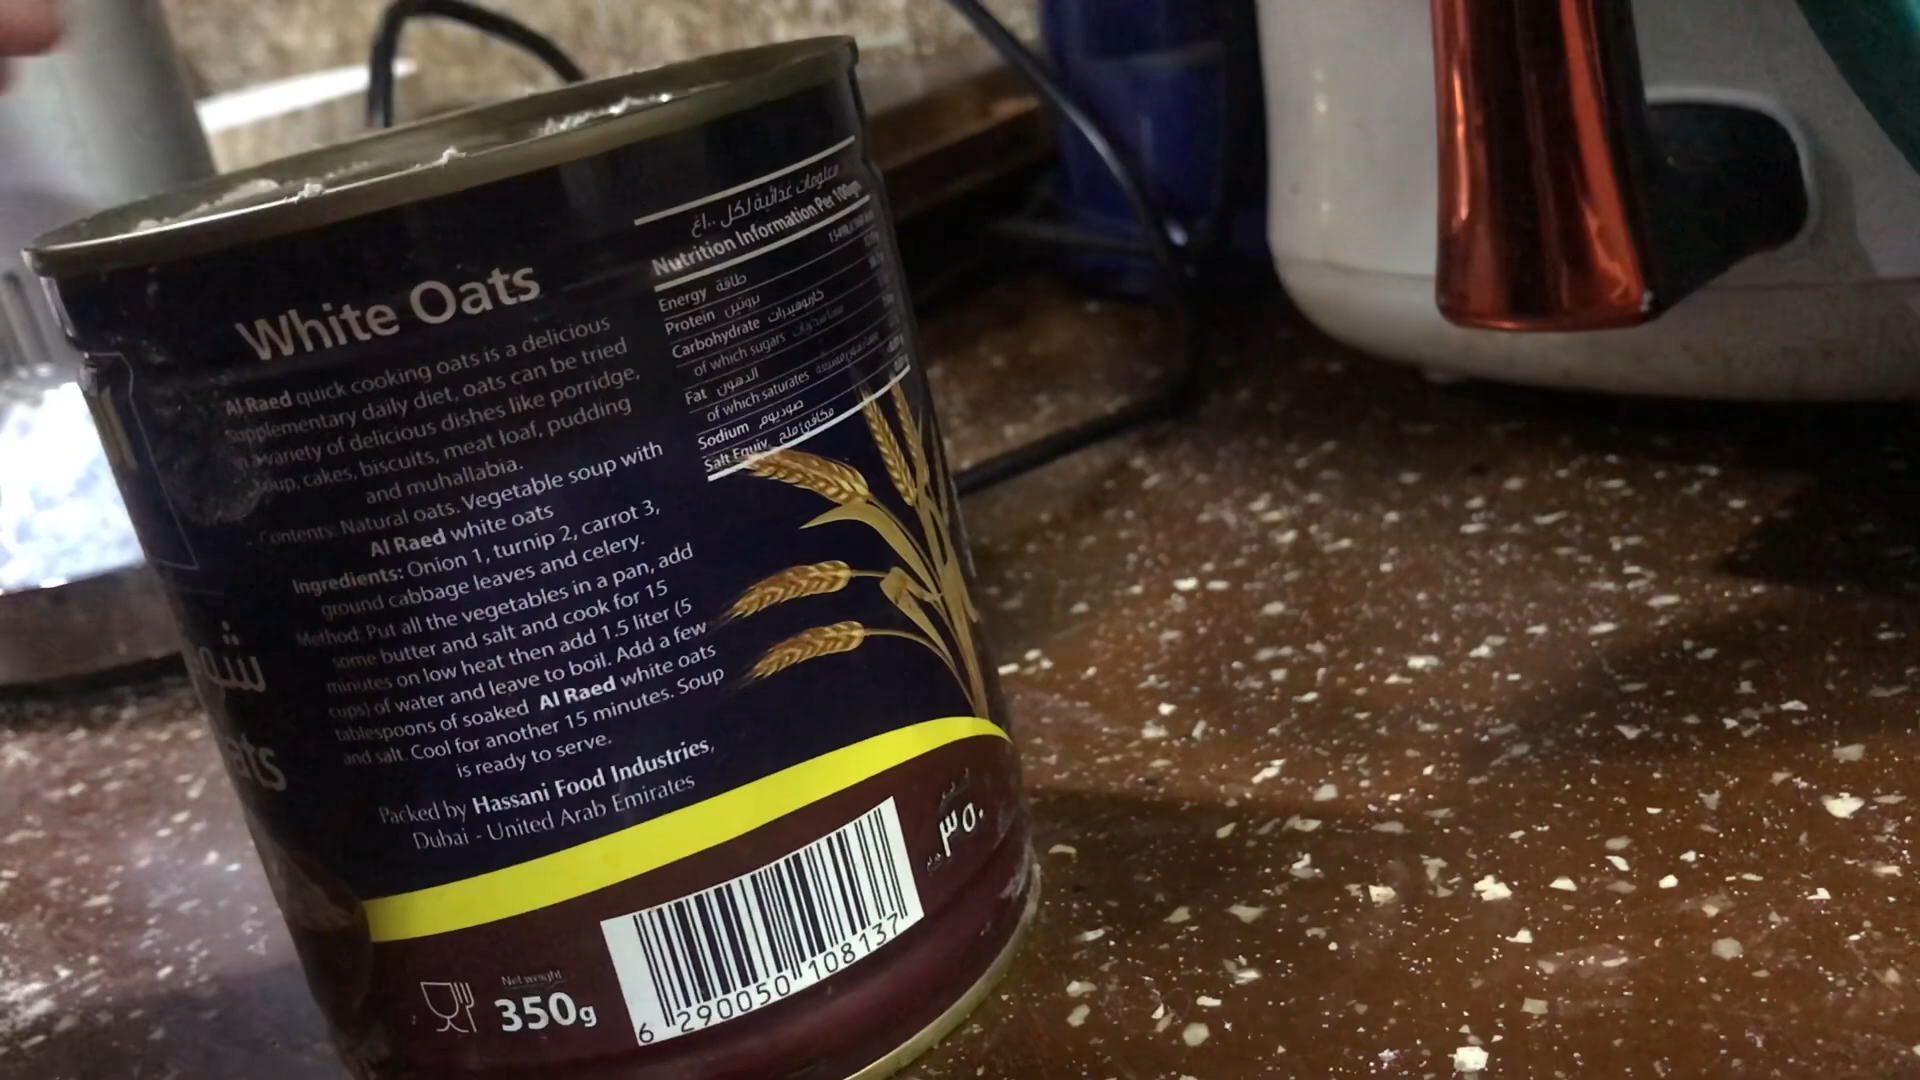 White Oats
Al Raed quick cooking oats is a delicious
supplementary daily diet, oats can be tried
in a variety of delicious dishes like porridge,
soup, cakes, biscuits, meat loaf, pudding
and muhallabia.
Contents: Natural oats. Vegetable soup with
Al Raed white oats
Ingredients: Onion 1, turnip 2, carrot 3,
ground cabbage leaves and celery.
Method: Put all the vegetables in a pan, add
some butter and salt and cook for 15
minutes on low heat then add 1.5 liter (5
cups) of water and leave to boil. Add a few
tablespoons of soaked Al Raed white oats
and salt. Cool for another 15 minutes. Soup
is ready to serve.
Packed by Hassani Food Industries,
Dubai - United Arab Emirates
معلومات غذائية لكل ١٠٠غ
Nutrition Information Per 100gm
Energy طاقة
Protein بروتين
Carbohydrate كاربوهيدرات
of which sugars
Fat الدهون
of which saturates
Sodium صوديوم
Salt Equiv. مكافئ ملح
ats
Net weight
350g
6 290050 108137
٣٥٠